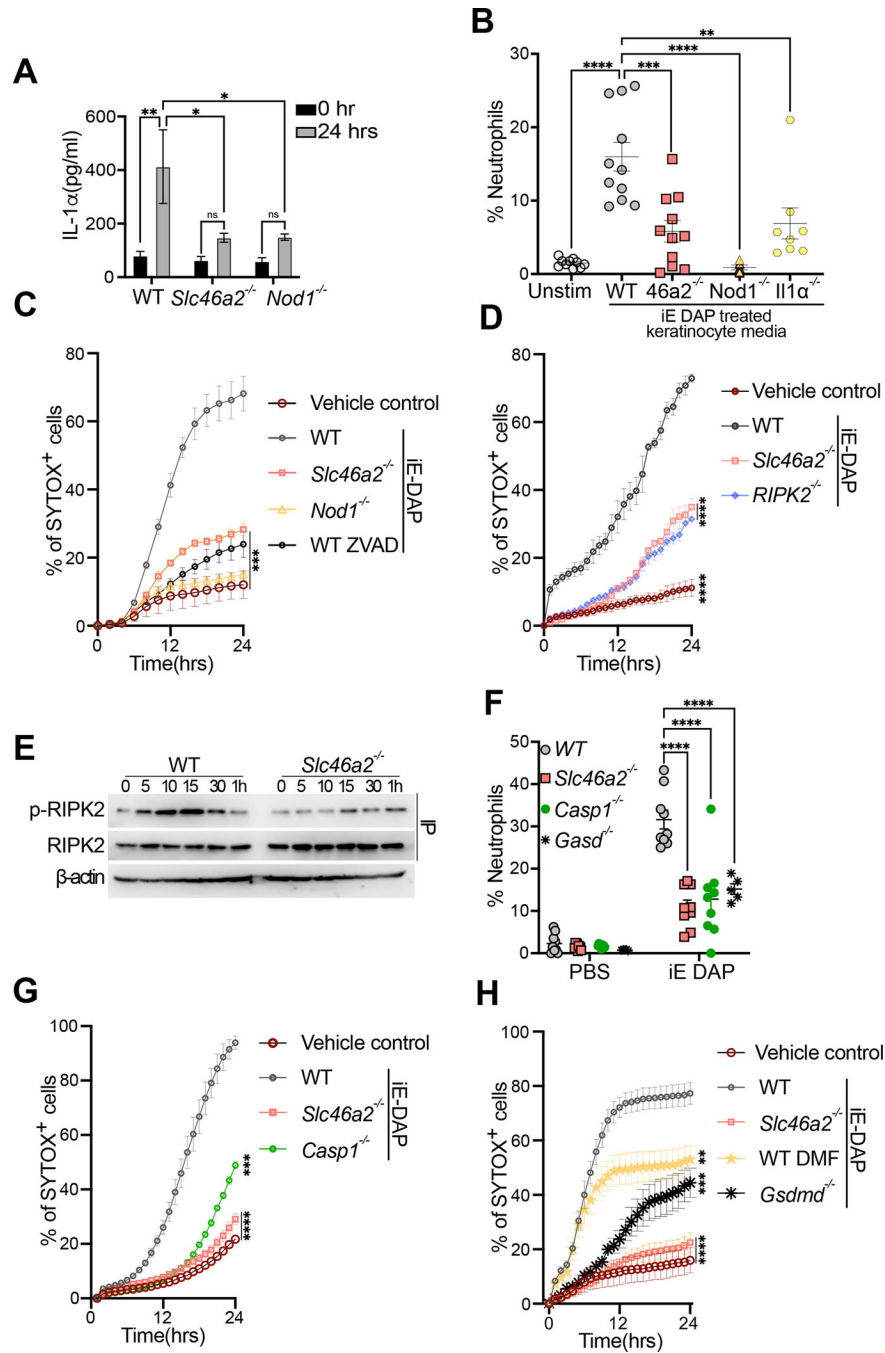 A
IL-1α(pg/ml)
600
400
200
0
** * *
ns ns
0 hr
24 hrs
WT Slc46a2-/- Nod1-/-
B
% Neutrophils
30
20
10
0
**
****
**** ***
Unstim WT 46a2-/- Nod1-/- Il1α-/-
iE DAP treated
keratinocyte media
C
% of SYTOX+ cells
80
60
40
20
0
0 12 24
Time(hrs)
Vehicle control
WT
Slc46a2-/-
Nod1-/-
WT ZVAD
iE-DAP
***
D
% of SYTOX+ cells
80
60
40
20
0
0 12 24
Time(hrs)
Vehicle control
WT
Slc46a2-/-
RIPK2-/-
iE-DAP
****
****
E
WT Slc46a2-/-
0 5 10 15 30 1h 0 5 10 15 30 1h
p-RIPK2
RIPK2
β-actin
IP
F
% Neutrophils
50
40
30
20
10
0
WT
Slc46a2-/-
Casp1-/-
Gasd-/-
****
****
****
PBS iE DAP
G
% of SYTOX+ cells
100
80
60
40
20
0
0 12 24
Time(hrs)
Vehicle control
WT
Slc46a2-/-
Casp1-/-
iE-DAP
***
****
H
% of SYTOX+ cells
100
80
60
40
20
0
0 12 24
Time(hrs)
Vehicle control
WT
Slc46a2-/-
WT DMF
Gsdmd-/-
iE-DAP
**
***
****